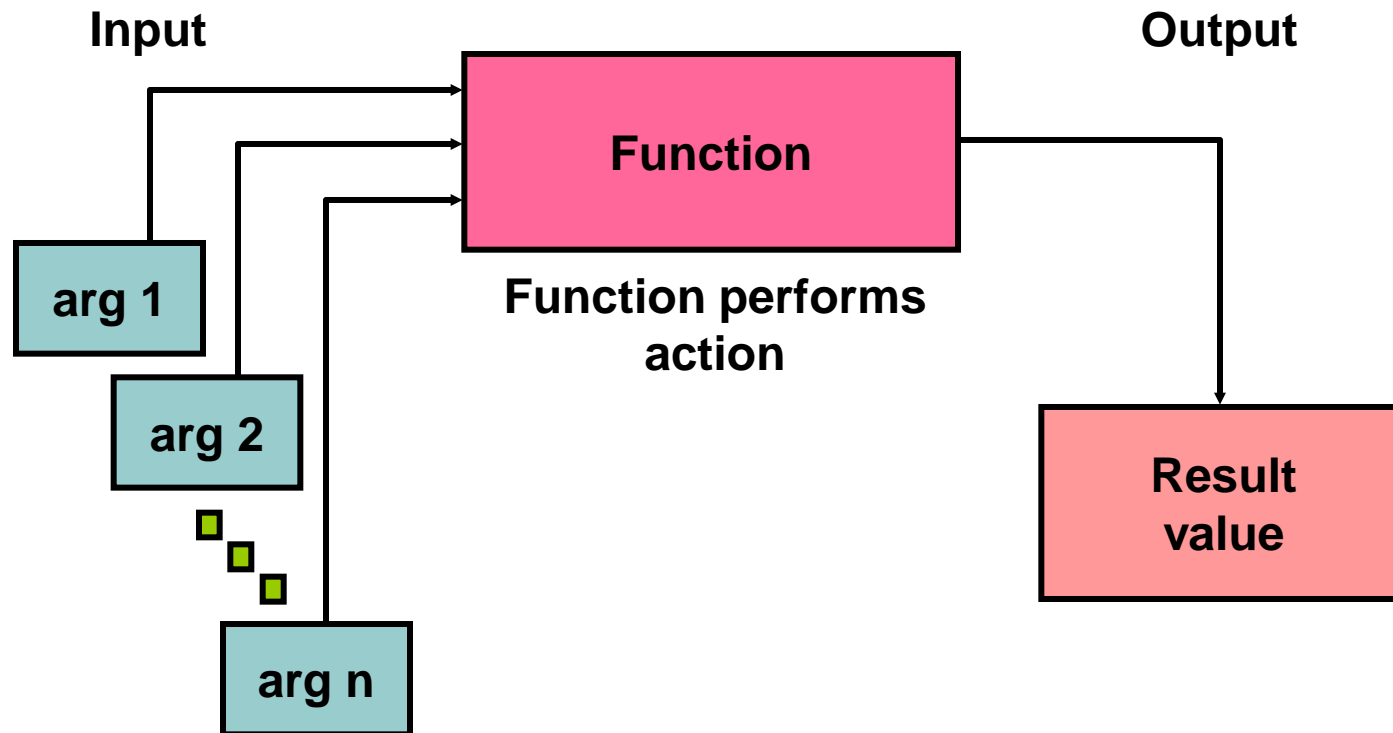 Input
Output
Function
arg 1
Function performs
action
arg 2
Result
value
arg n